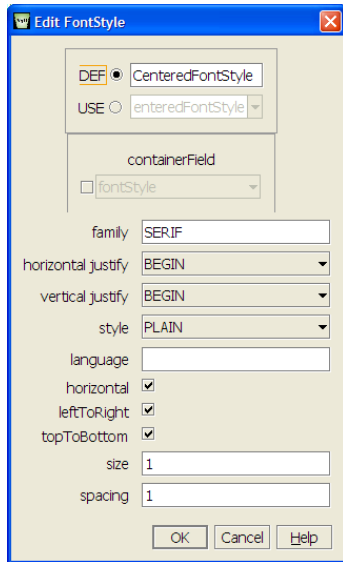 Edit FontStyle
DEF CenteredFontStyle
USE enteredFontStyle
containerField
fontStyle
family SERIF
horizontal justify BEGIN
vertical justify BEGIN
style PLAIN
language
horizontal
leftToRight
topToBottom
size 1
spacing 1
OK Cancel Help